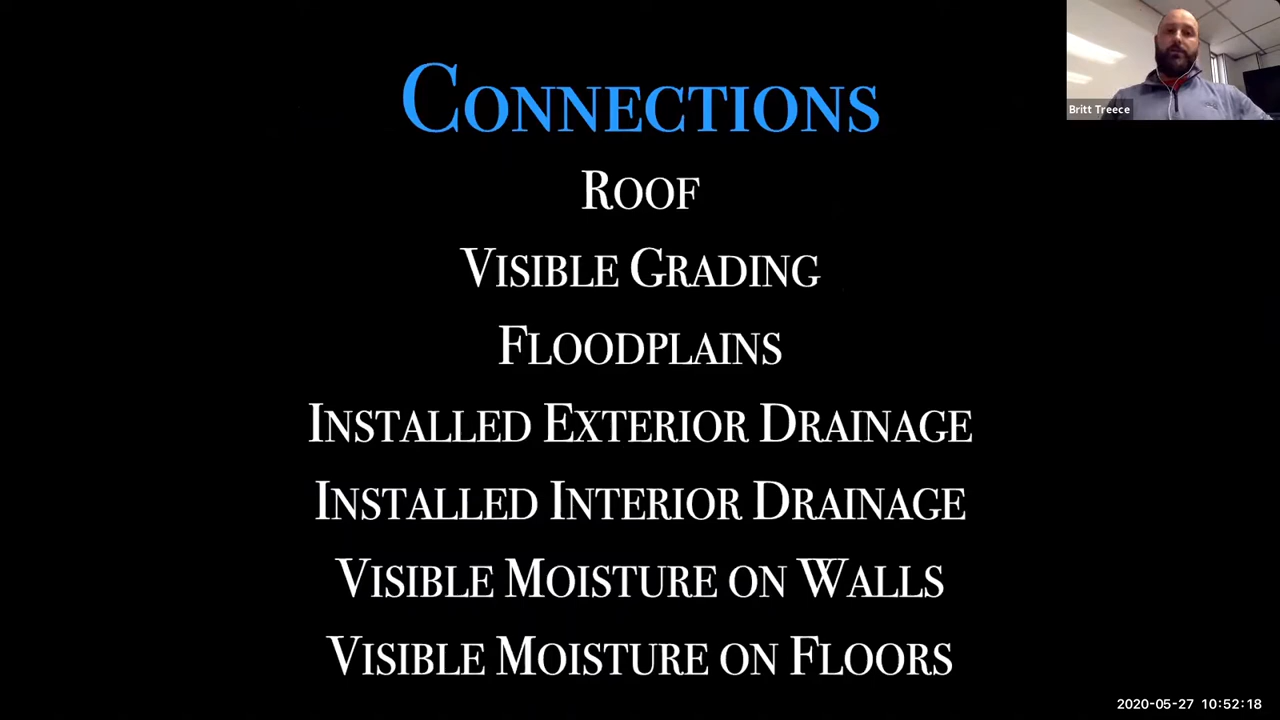 Connections
Britt Treece
Roof
Visible Grading
Floodplains
Installed Exterior Drainage
Installed Interior Drainage
Visible Moisture on Walls
Visible Moisture on Floors
2020-05-27 10:52:18